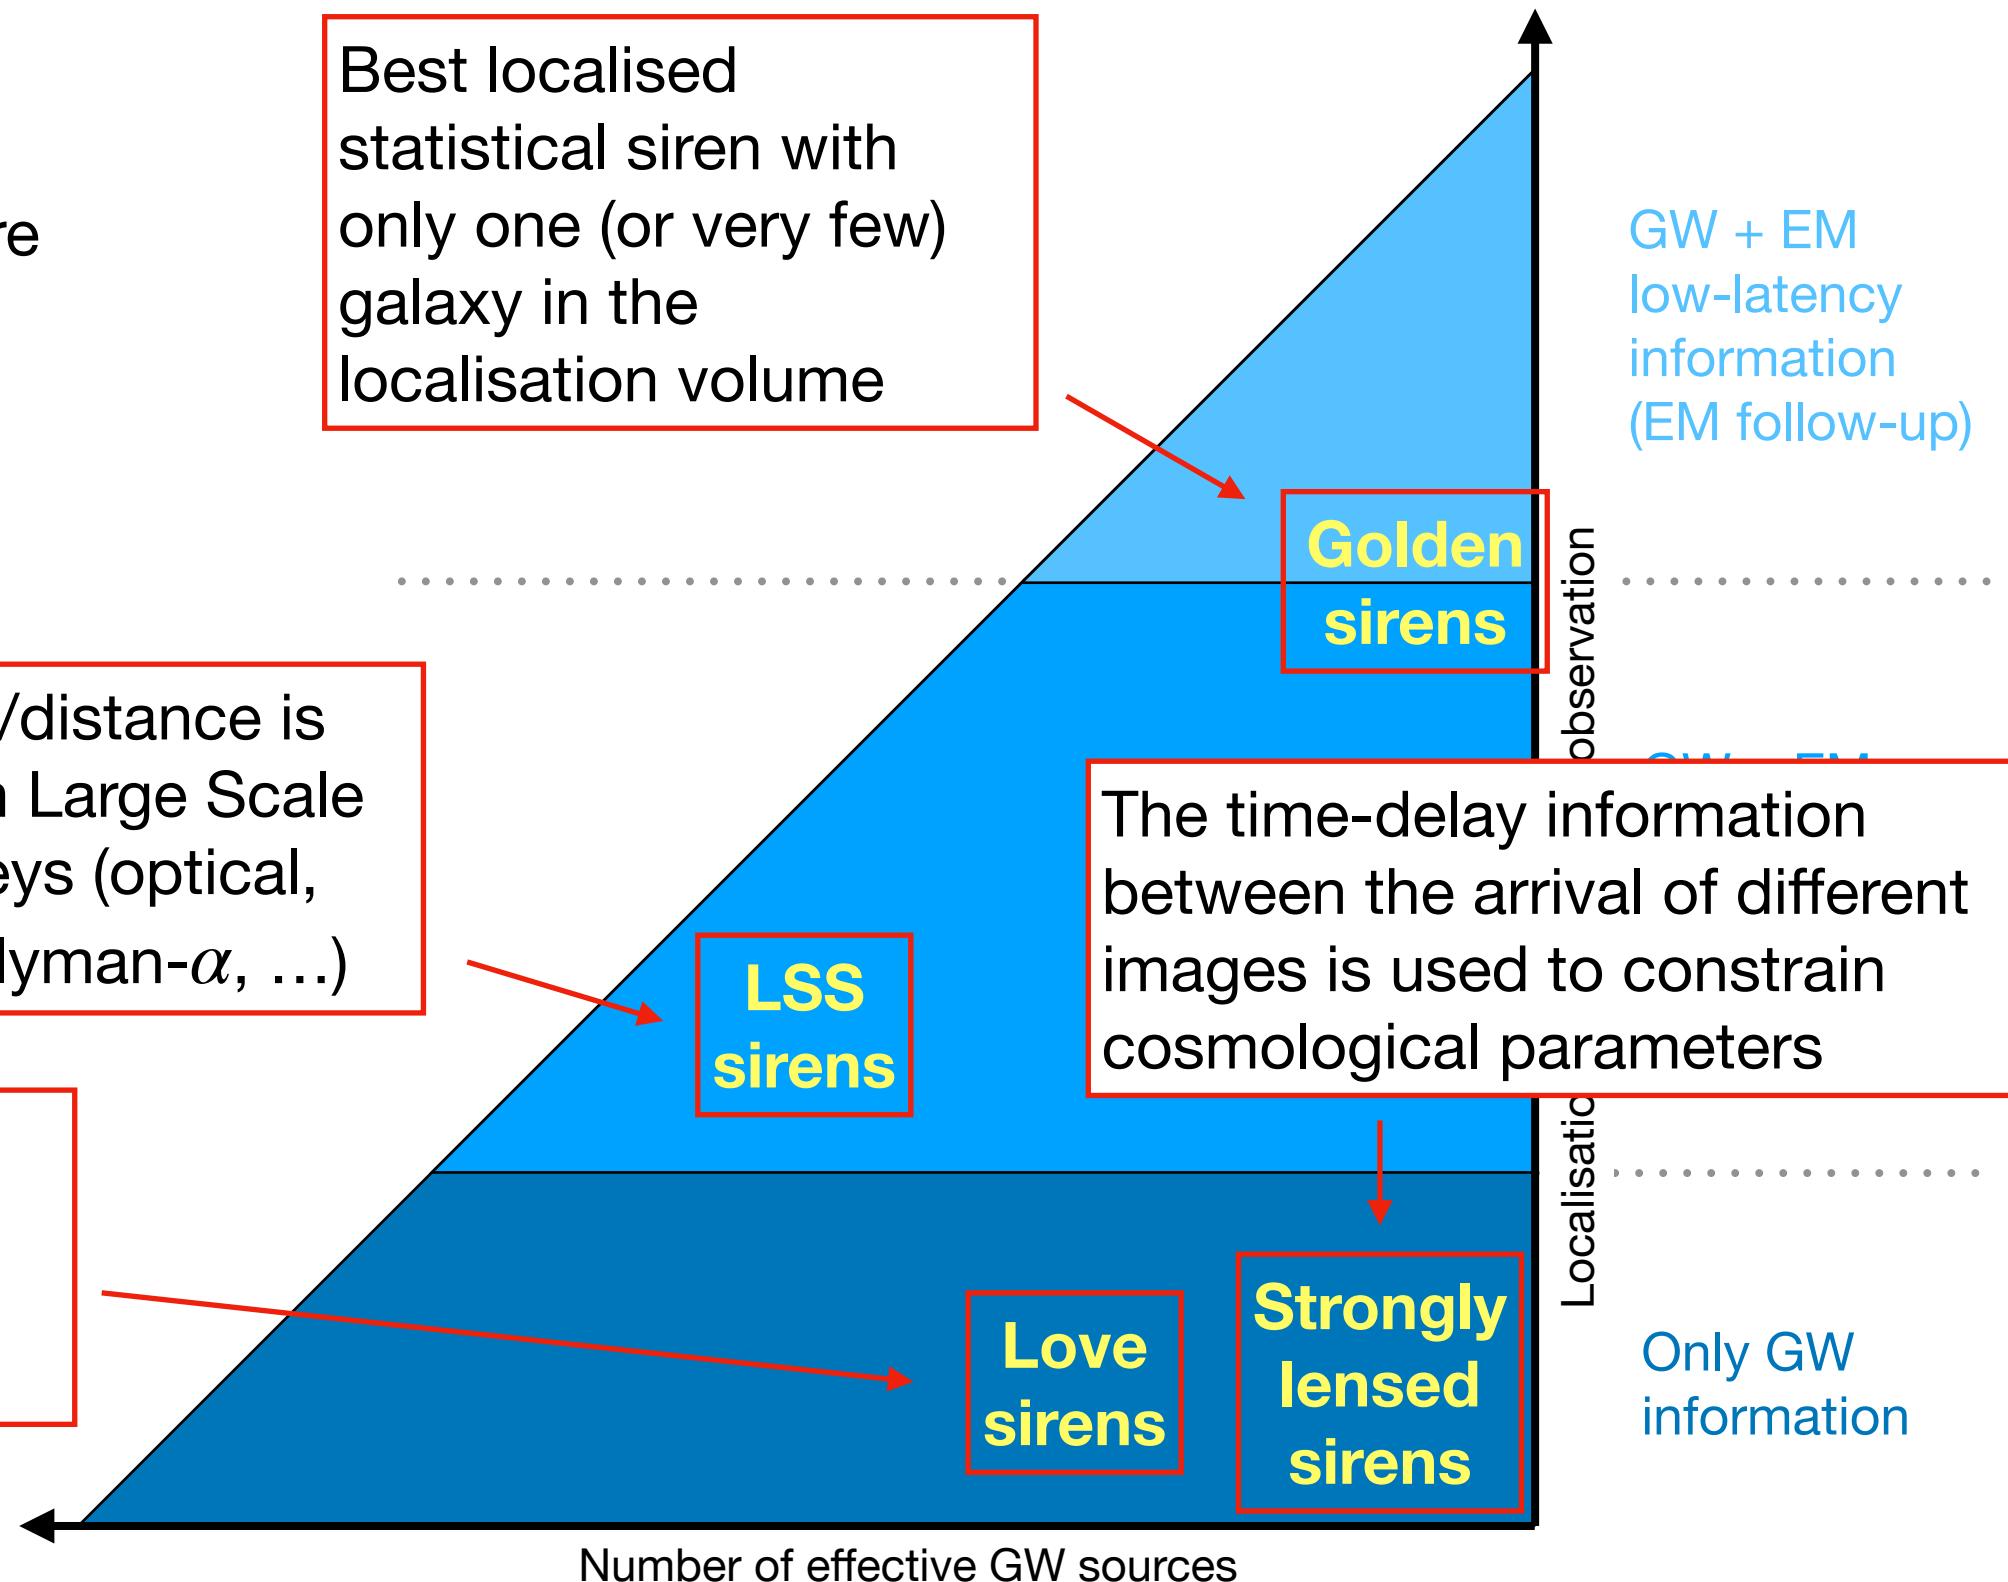 Best localised
statistical siren with
only one (or very few)
galaxy in the
localisation volume
GW + EM
low-latency
information
(EM follow-up)
Golden
sirens
observation
/distance is
Large Scale
(optical,
lyman-α, …)
LSS
sirens
The time-delay information
between the arrival of different
images is used to constrain
cosmological parameters
Love
sirens
Strongly
lensed
sirens
Only GW
information
Number of effective GW sources